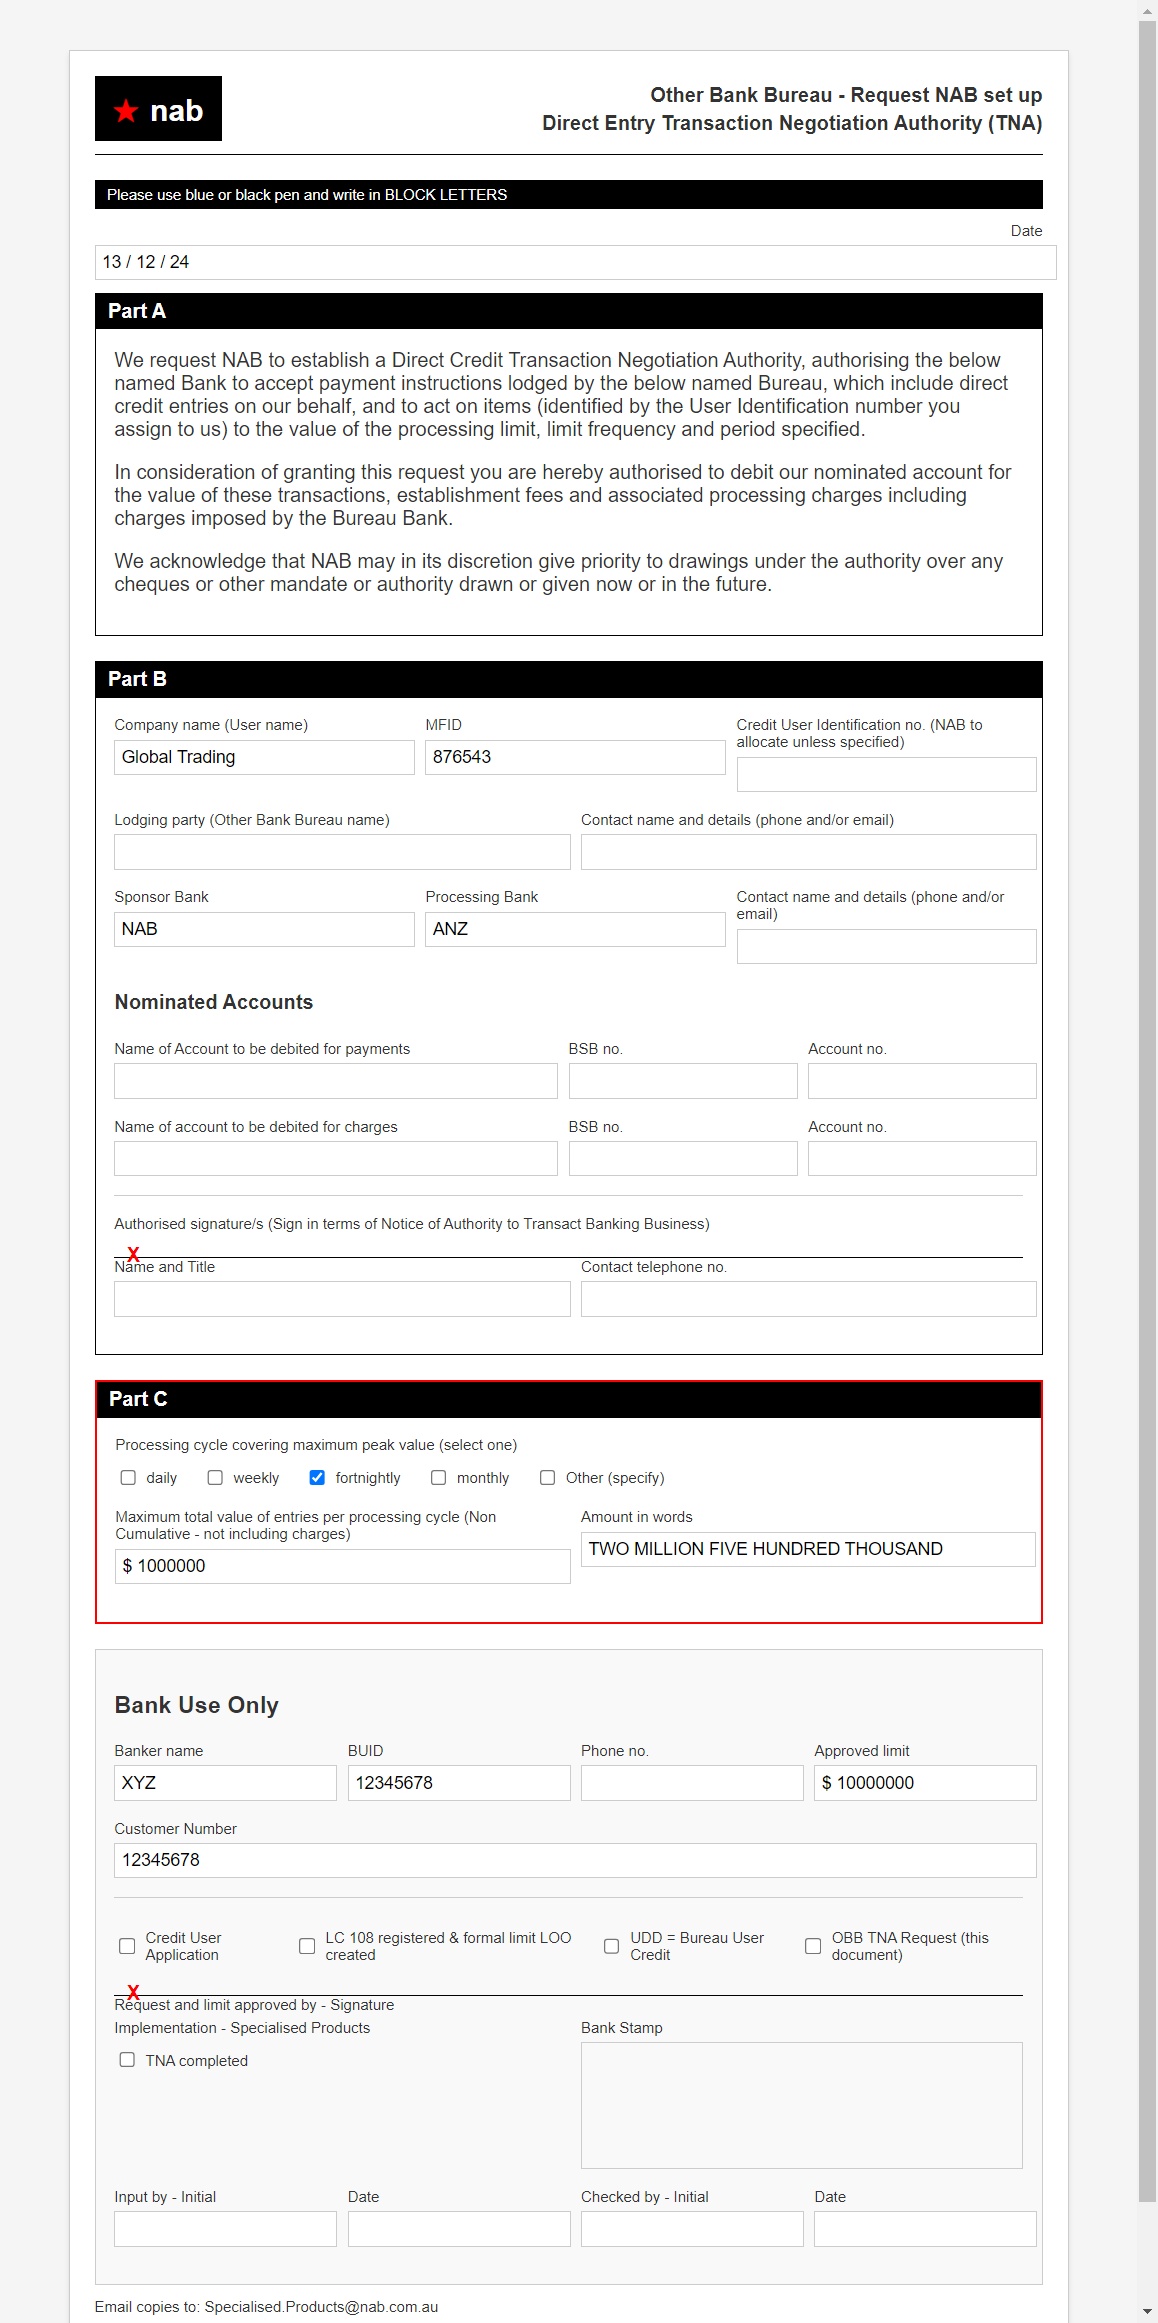 ★ nab
Other Bank Bureau - Request NAB set up
Direct Entry Transaction Negotiation Authority (TNA)
Please use blue or black pen and write in BLOCK LETTERS
Date
13 / 12 / 24
Part A
We request NAB to establish a Direct Credit Transaction Negotiation Authority, authorising the below
named Bank to accept payment instructions lodged by the below named Bureau, which include direct
credit entries on our behalf, and to act on items (identified by the User Identification number you
assign to us) to the value of the processing limit, limit frequency and period specified.
In consideration of granting this request you are hereby authorised to debit our nominated account for
the value of these transactions, establishment fees and associated processing charges including
charges imposed by the Bureau Bank.
We acknowledge that NAB may in its discretion give priority to drawings under the authority over any
cheques or other mandate or authority drawn or given now or in the future.
Part B
Company name (User name)
Global Trading
MFID
876543
Credit User Identification no. (NAB to
allocate unless specified)
Lodging party (Other Bank Bureau name)
Contact name and details (phone and/or email)
Sponsor Bank
NAB
Processing Bank
ANZ
Contact name and details (phone and/or
email)
Nominated Accounts
Name of Account to be debited for payments
BSB no.
Account no.
Name of account to be debited for charges
BSB no.
Account no.
Authorised signature/s (Sign in terms of Notice of Authority to Transact Banking Business)
X
Name and Title
Contact telephone no.
Part C
Processing cycle covering maximum peak value (select one)
daily weekly fortnightly monthly Other (specify)
Maximum total value of entries per processing cycle (Non
Cumulative - not including charges)
$ 1000000
Amount in words
TWO MILLION FIVE HUNDRED THOUSAND
Bank Use Only
Banker name
XYZ
BUID
12345678
Phone no.
Approved limit
$ 10000000
Customer Number
12345678
Credit User
Application
LC 108 registered & formal limit LOO
created
UDD = Bureau User
Credit
OBB TNA Request (this
document)
X
Request and limit approved by - Signature
Implementation - Specialised Products
TNA completed
Bank Stamp
Input by - Initial
Date
Checked by - Initial
Date
Email copies to: Specialised.Products@nab.com.au